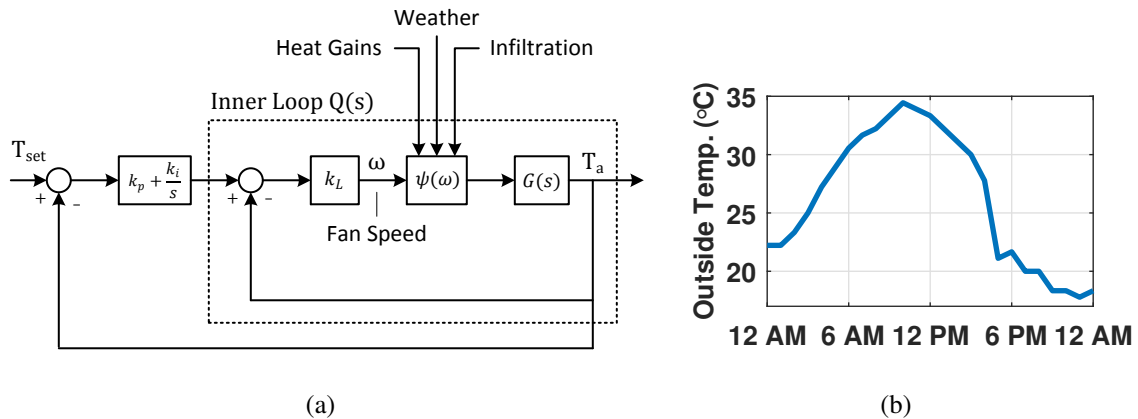 Weather
Heat Gains
Infiltration
Inner Loop Q(s)
T_set
+
-
k_p + k_i/s
+
-
k_L
ω
Fan Speed
ψ(ω)
G(s)
T_a
(a)
Outside Temp. (°C)
35
30
25
20
12 AM 6 AM 12 PM 6 PM 12 AM
(b)